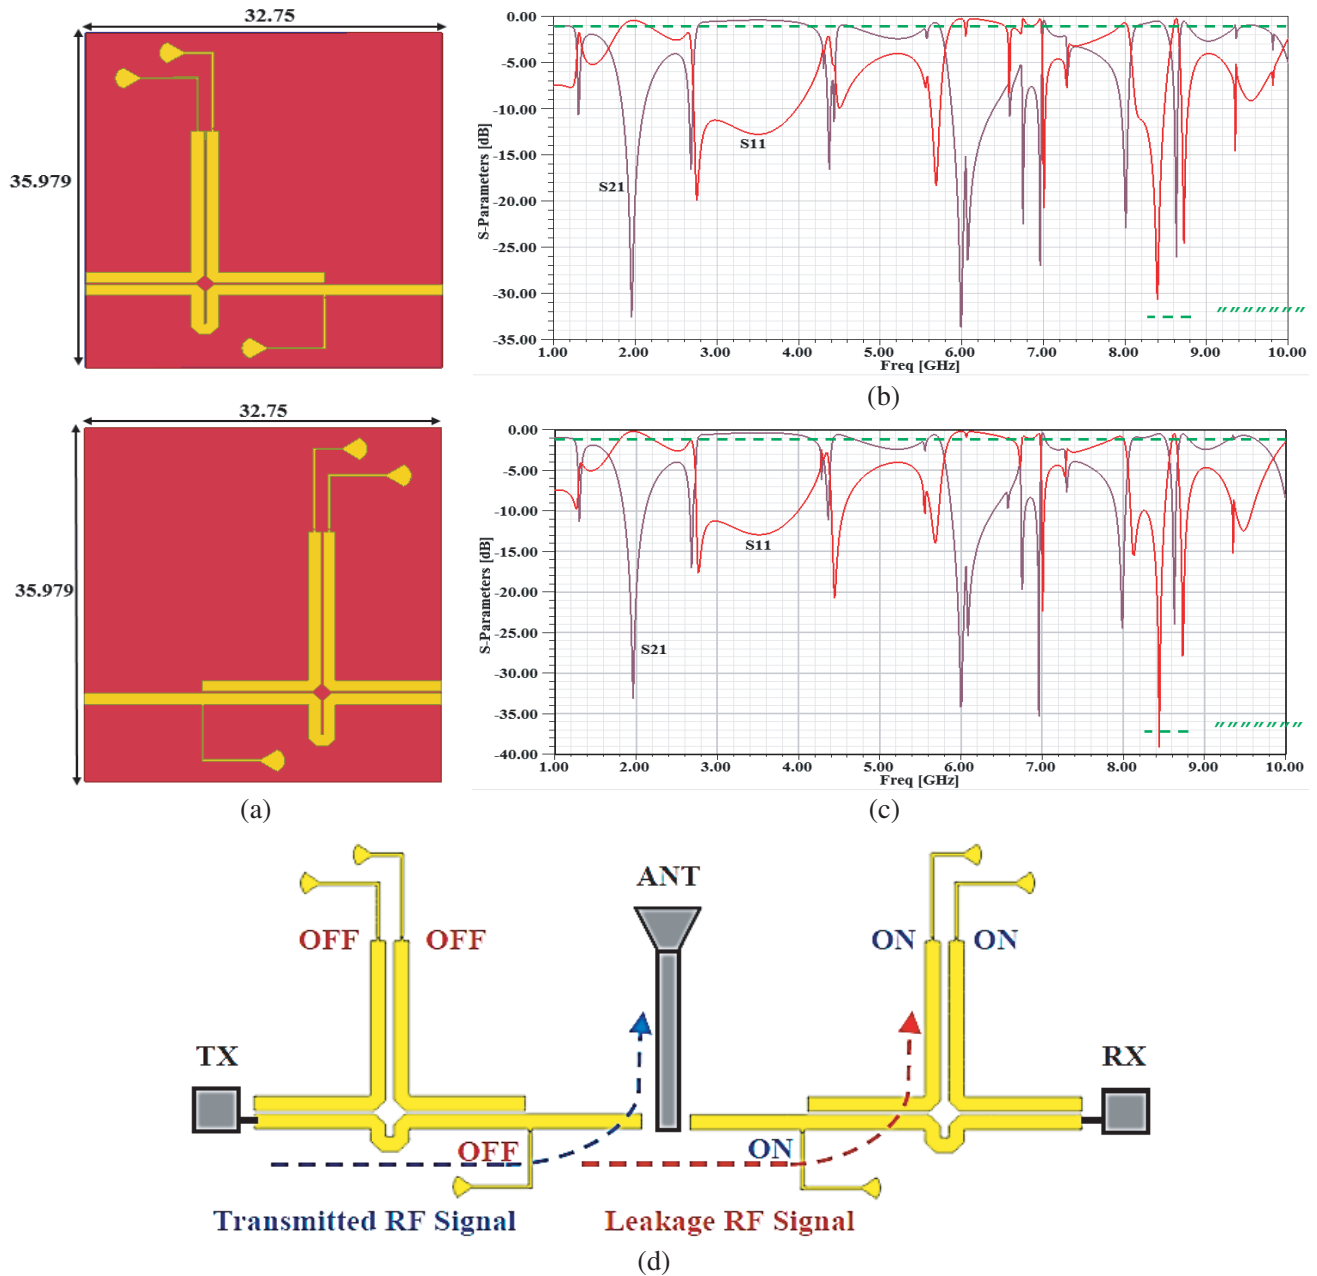 32.75
35.979
0.00
-5.00
-10.00
-15.00
-20.00
-25.00
-30.00
-35.00
S-Parameters [dB]
S11
S21
1.00 2.00 3.00 4.00 5.00 6.00 7.00 8.00 9.00 10.00
Freq [GHz]
(b)
32.75
35.979
(a)
0.00
-5.00
-10.00
-15.00
-20.00
-25.00
-30.00
-35.00
-40.00
S-Parameters [dB]
S11
S21
1.00 2.00 3.00 4.00 5.00 6.00 7.00 8.00 9.00 10.00
Freq [GHz]
(c)
ANT
OFF OFF ON ON
TX RX
OFF ON
Transmitted RF Signal Leakage RF Signal
(d)